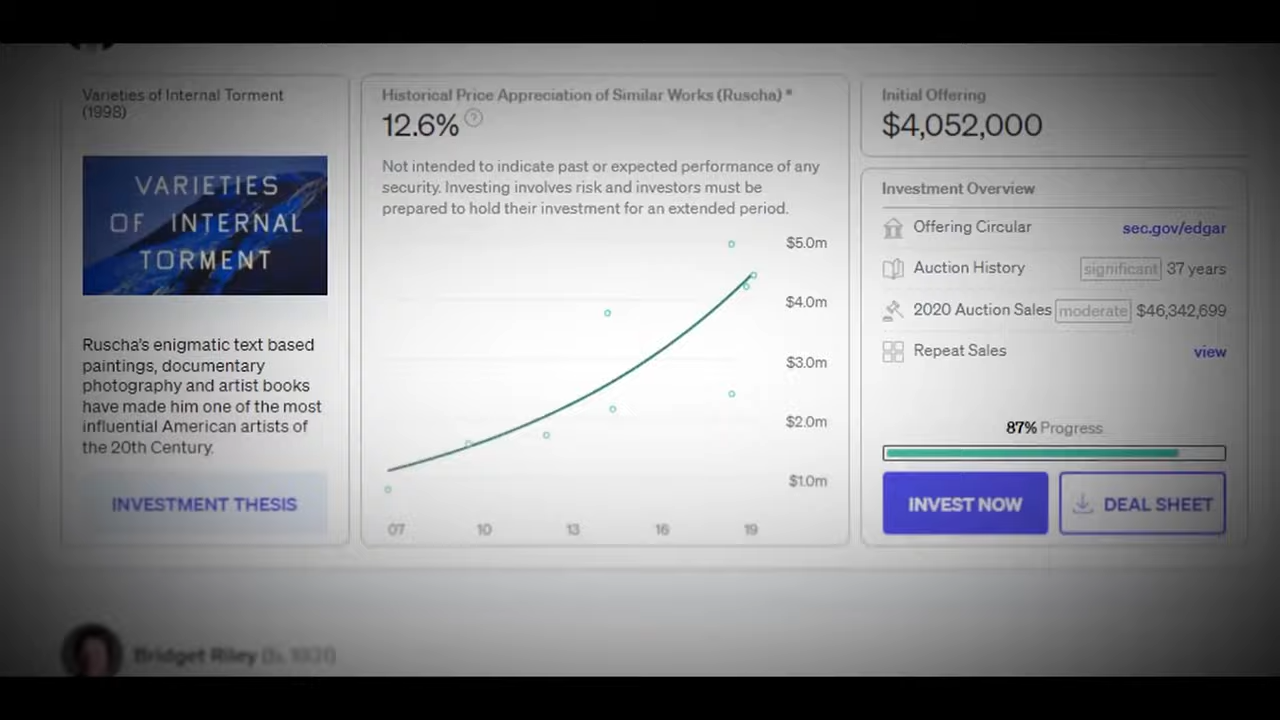 Varieties of Internal Torment
(1998)
VARIETIES
OF INTERNAL
TORMENT
Ruscha's enigmatic text based
paintings, documentary
photography and artist books
have made him one of the most
influential American artists of
the 20th Century.
INVESTMENT THESIS
Historical Price Appreciation of Similar Works (Ruscha) *
12.6% ?
Not intended to indicate past or expected performance of any
security. Investing involves risk and investors must be
prepared to hold their investment for an extended period.
$5.0m
$4.0m
$3.0m
$2.0m
$1.0m
07 10 13 16 19
Initial Offering
$4,052,000
Investment Overview
Offering Circular sec.gov/edgar
Auction History significant 37 years
2020 Auction Sales moderate $46,342,699
Repeat Sales view
87% Progress
INVEST NOW
DEAL SHEET
Bridget Riley (b. 1931)